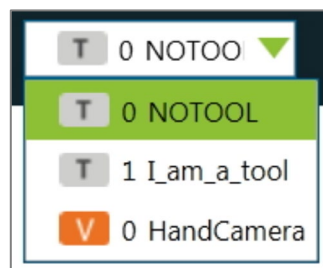 T 0 NOTOO
T 0 NOTOOL
T 1 I_am_a_tool
V 0 HandCamera